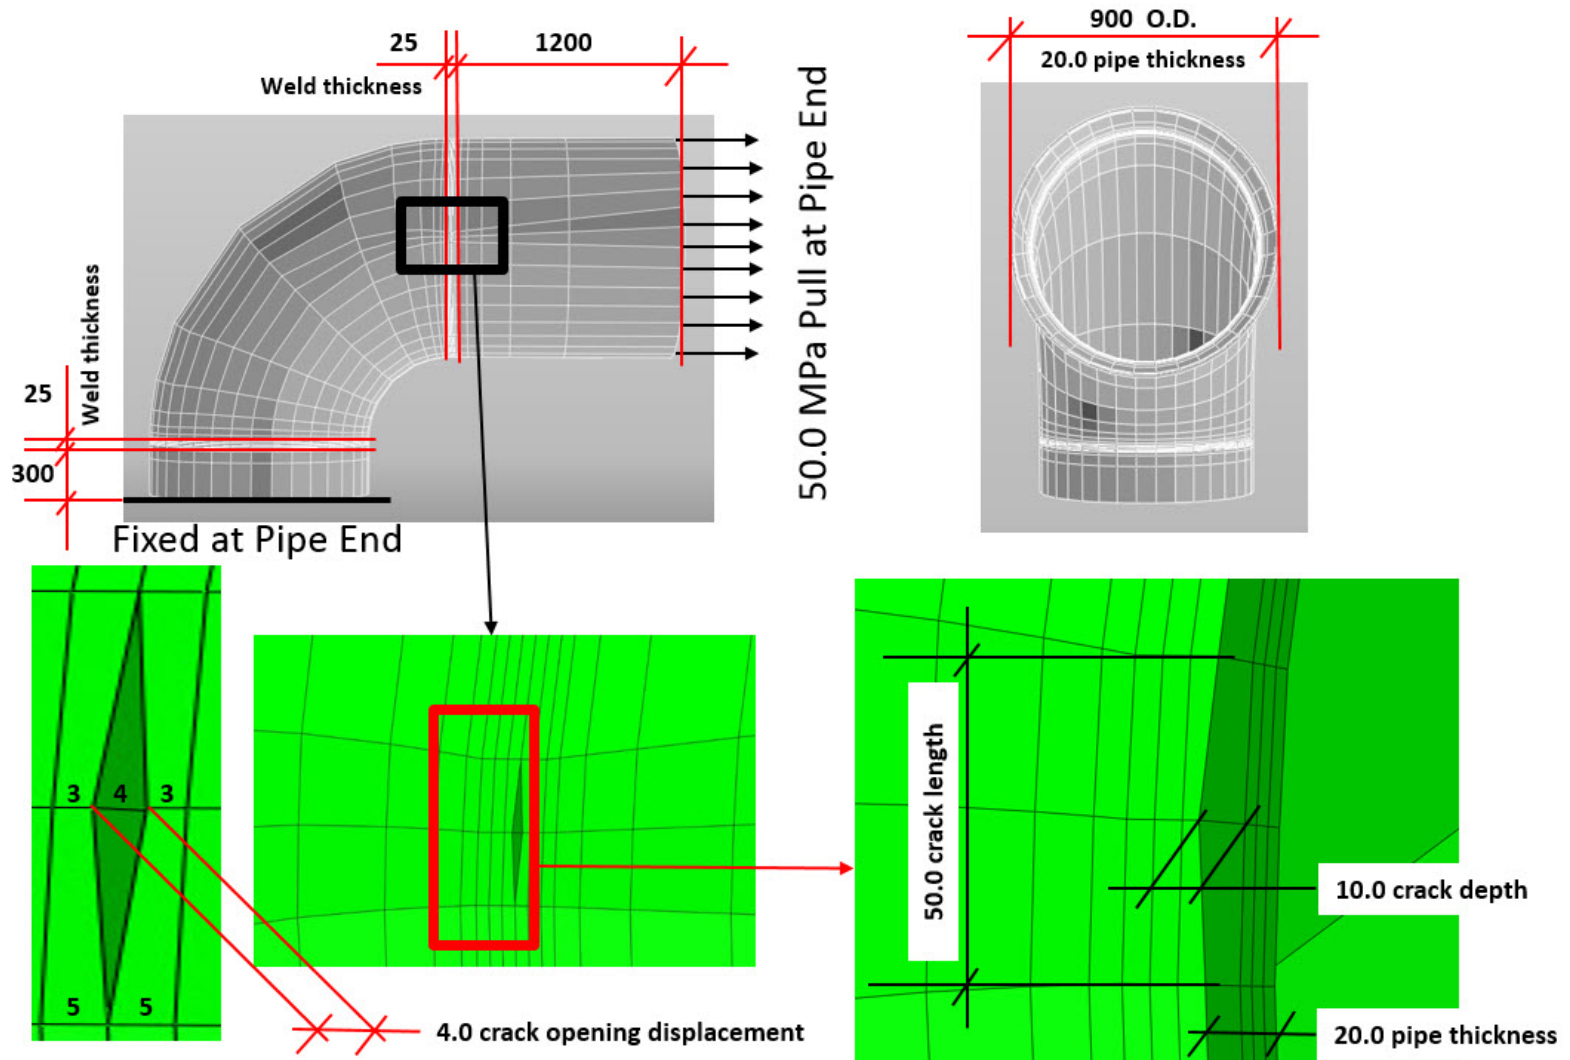 25
1200
Weld thickness
50.0 MPa Pull at Pipe End
900 O.D.
20.0 pipe thickness
Weld thickness
25
300
Fixed at Pipe End
3 4 3
5 5
4.0 crack opening displacement
50.0 crack length
10.0 crack depth
20.0 pipe thickness